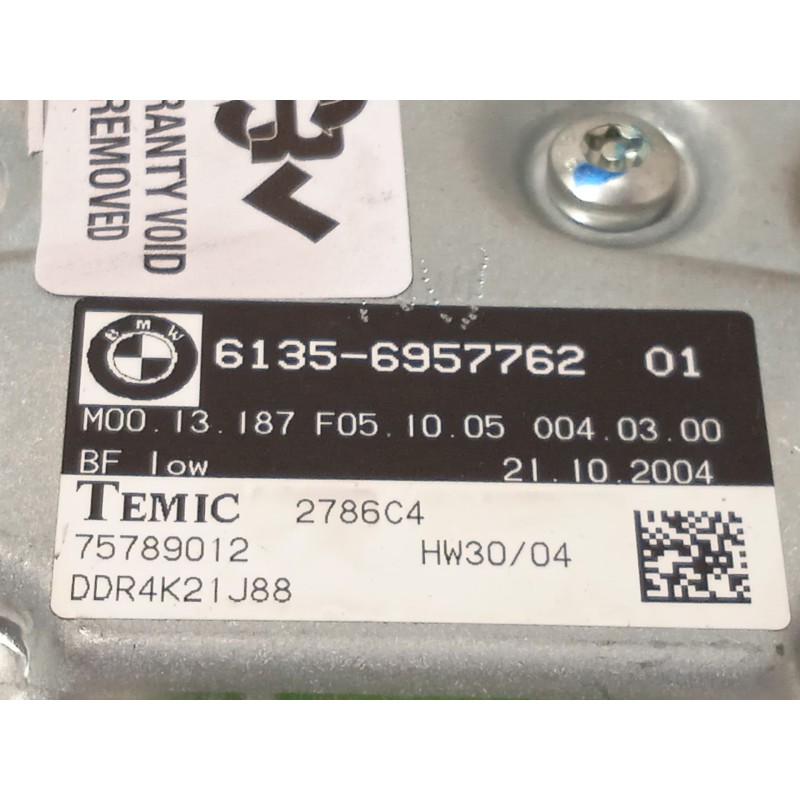 RANTY VOID
REMOVED
BMW
6135-6957762 01
M00.13.187 F05.10.05 004.03.00
BF low 21.10.2004
TEMIC 2786C4
75789012 HW30/04
DDR4K21J88